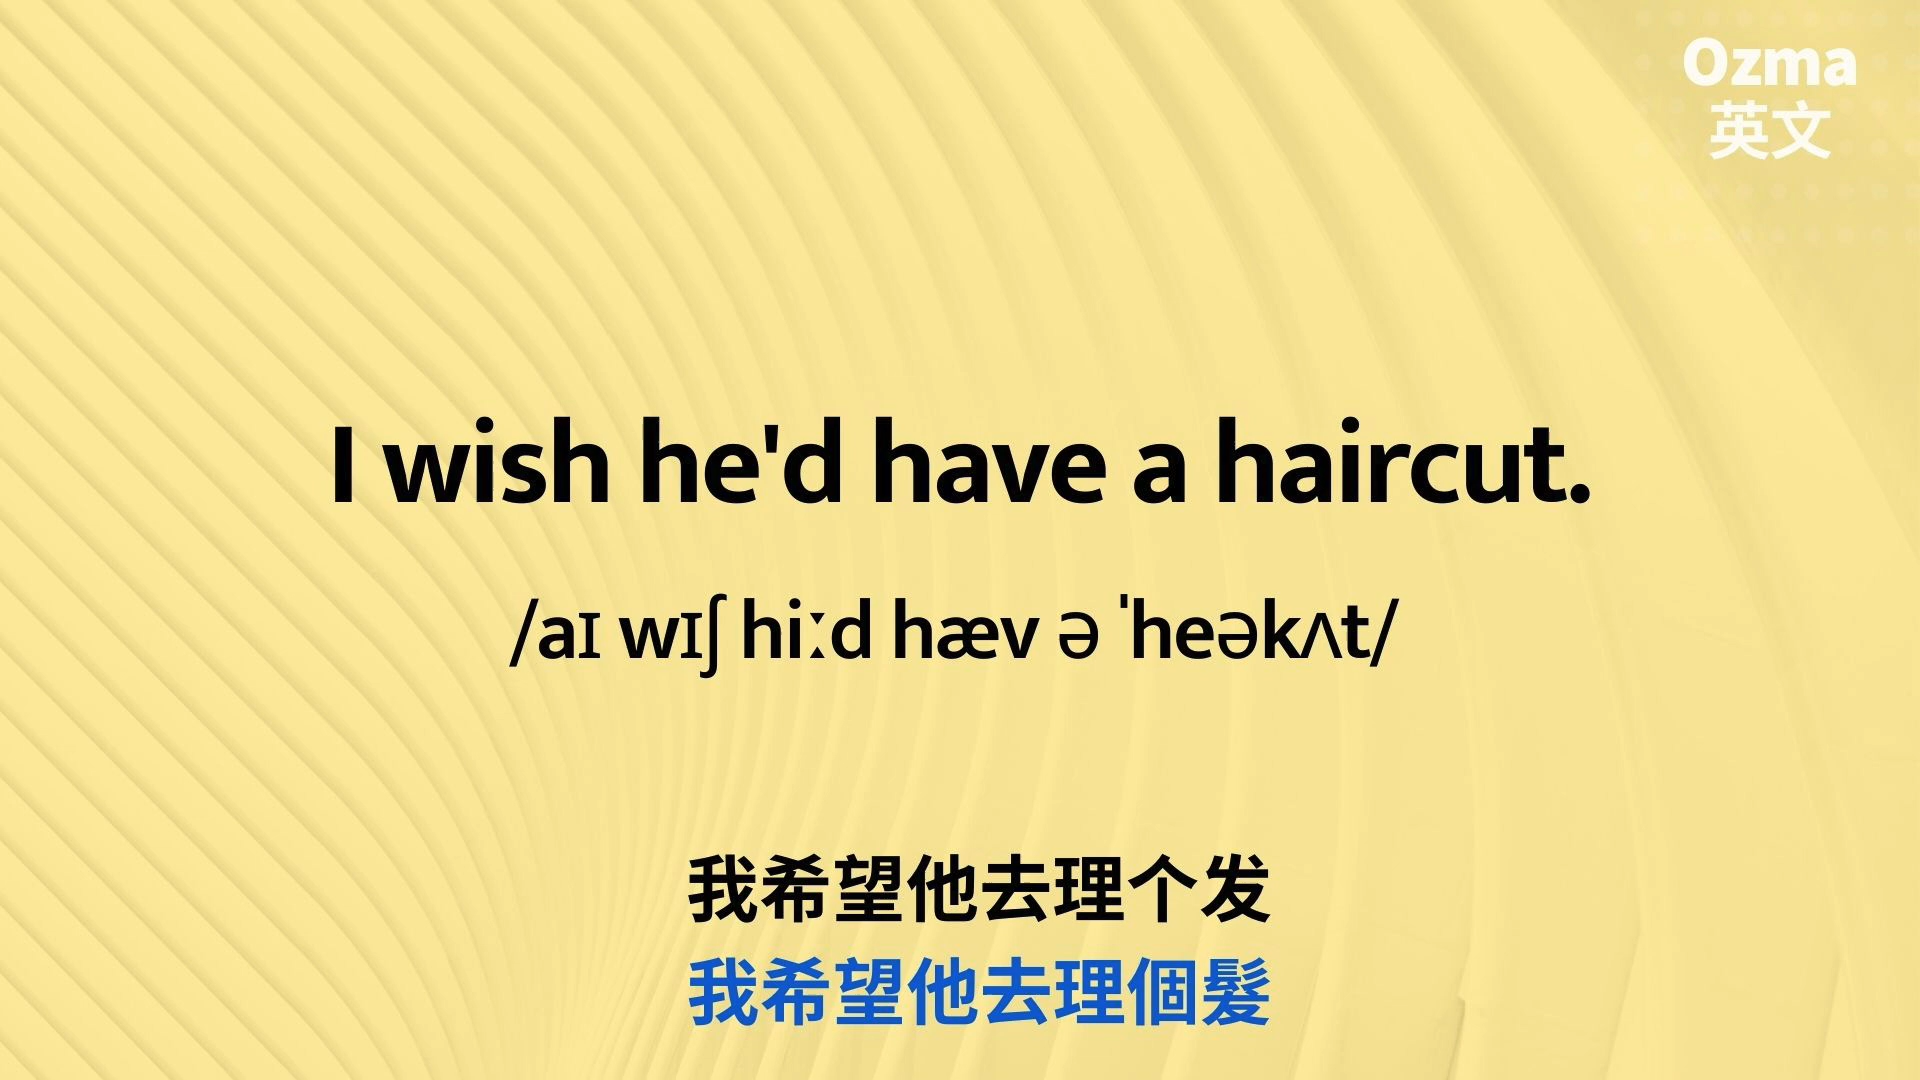 Ozma
英文
I wish he'd have a haircut.
/aɪ wɪʃ hiːd hæv ə ˈheəkʌt/
我希望他去理个发
我希望他去理個髮